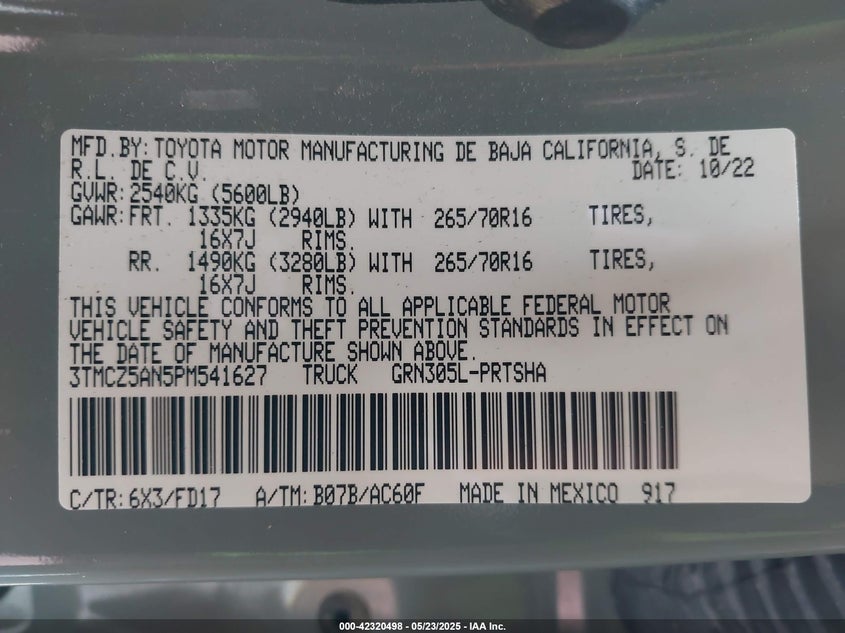 MFD.BY:TOYOTA MOTOR MANUFACTURING DE BAJA CALIFORNIA, S. DE
R.L. DE C.V. DATE: 10/22
GVWR:2540KG (5600LB)
GAWR:FRT. 1335KG (2940LB) WITH 265/70R16 TIRES,
16X7J RIMS.
RR. 1490KG (3280LB) WITH 265/70R16 TIRES,
16X7J RIMS.
THIS VEHICLE CONFORMS TO ALL APPLICABLE FEDERAL MOTOR
VEHICLE SAFETY AND THEFT PREVENTION STANDARDS IN EFFECT ON
THE DATE OF MANUFACTURE SHOWN ABOVE.
3TMCZ5AN5PM541627 TRUCK GRN305L-PRTSHA
C/TR:6X3/FD17 A/TM:B07B/AC60F MADE IN MEXICO 917
000-42320498 - 05/23/2025 - IAA Inc.